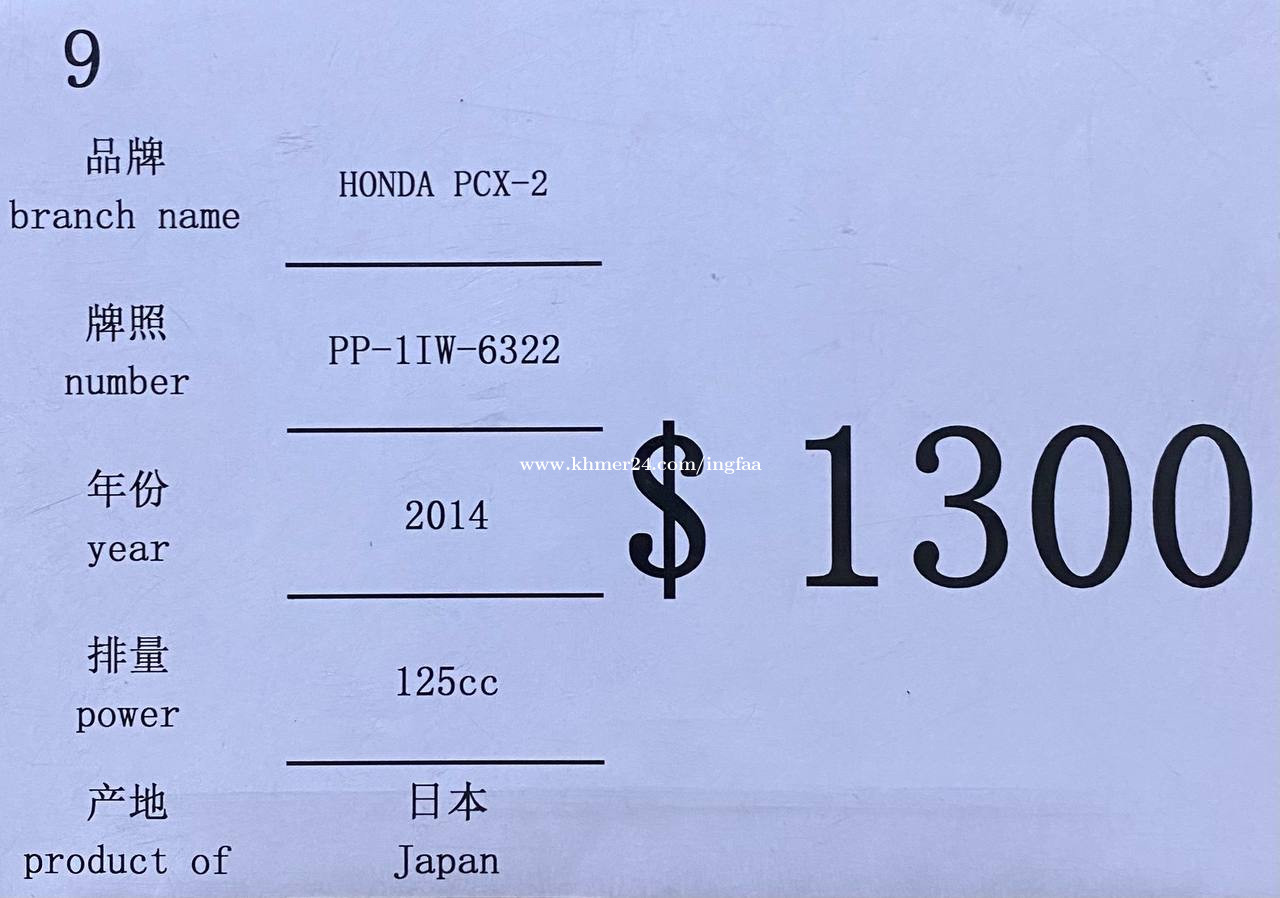 9
品牌
branch name
HONDA PCX-2
牌照
number
PP-1IW-6322
年份
year
2014
排量
power
125cc
产地
product of
日本
Japan
$ 1300
www.khmer24.com/ingfaa